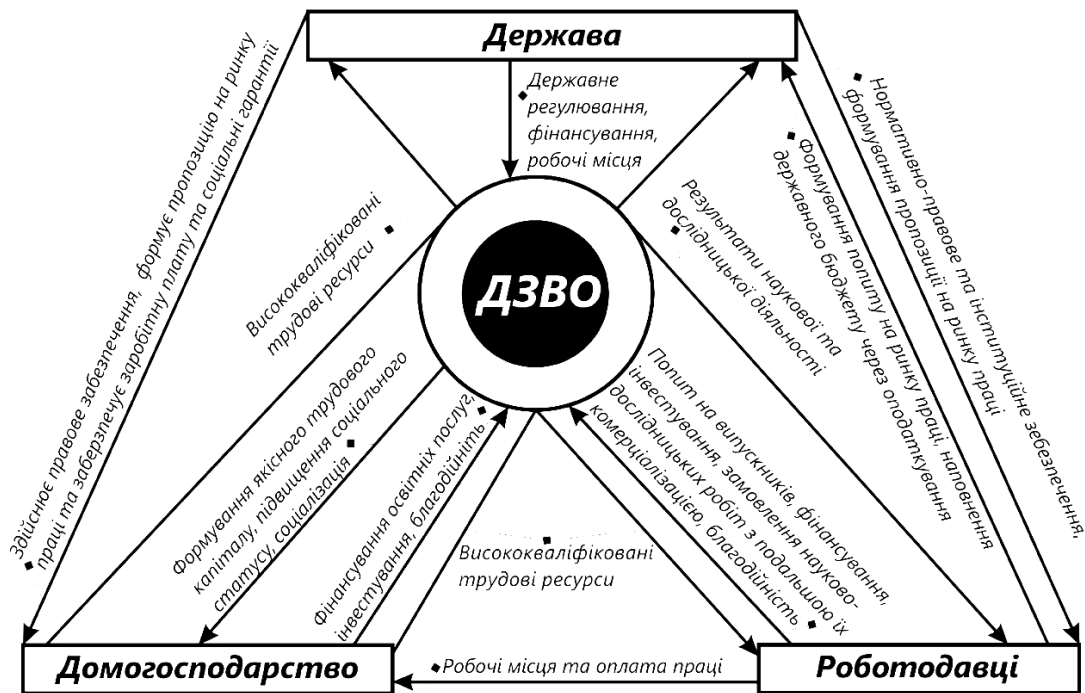 Держава
Державне
регулювання,
фінансування,
робочі місця
Здійснює правове забезпечення, формує пропозицію на ринку
праці та заберзпечує заробітну плату та соціальні гарантії
Висококваліфіковані
трудові ресурси
ДЗВО
Результати наукової та
дослідницької діяльності
Формування попиту на ринку праці, наповнення
державного бюджету через оподаткування
Нормативно-правове та інституційне зебезпечення,
формування пропозиції на ринку праці
Формування якісного трудового
капіталу, підвищення соціального
статусу, соціалізація
Фінансування освітніх послуг,
інвестування, благодійність
Висококваліфіковані
трудові ресурси
Попит на випускників, фінансування,
інвестування, замовлення науково-
дослідницьких робіт з подальшою їх
комерціалізацією, благодійність
Домогосподарство
Робочі місця та оплата праці
Роботодавці